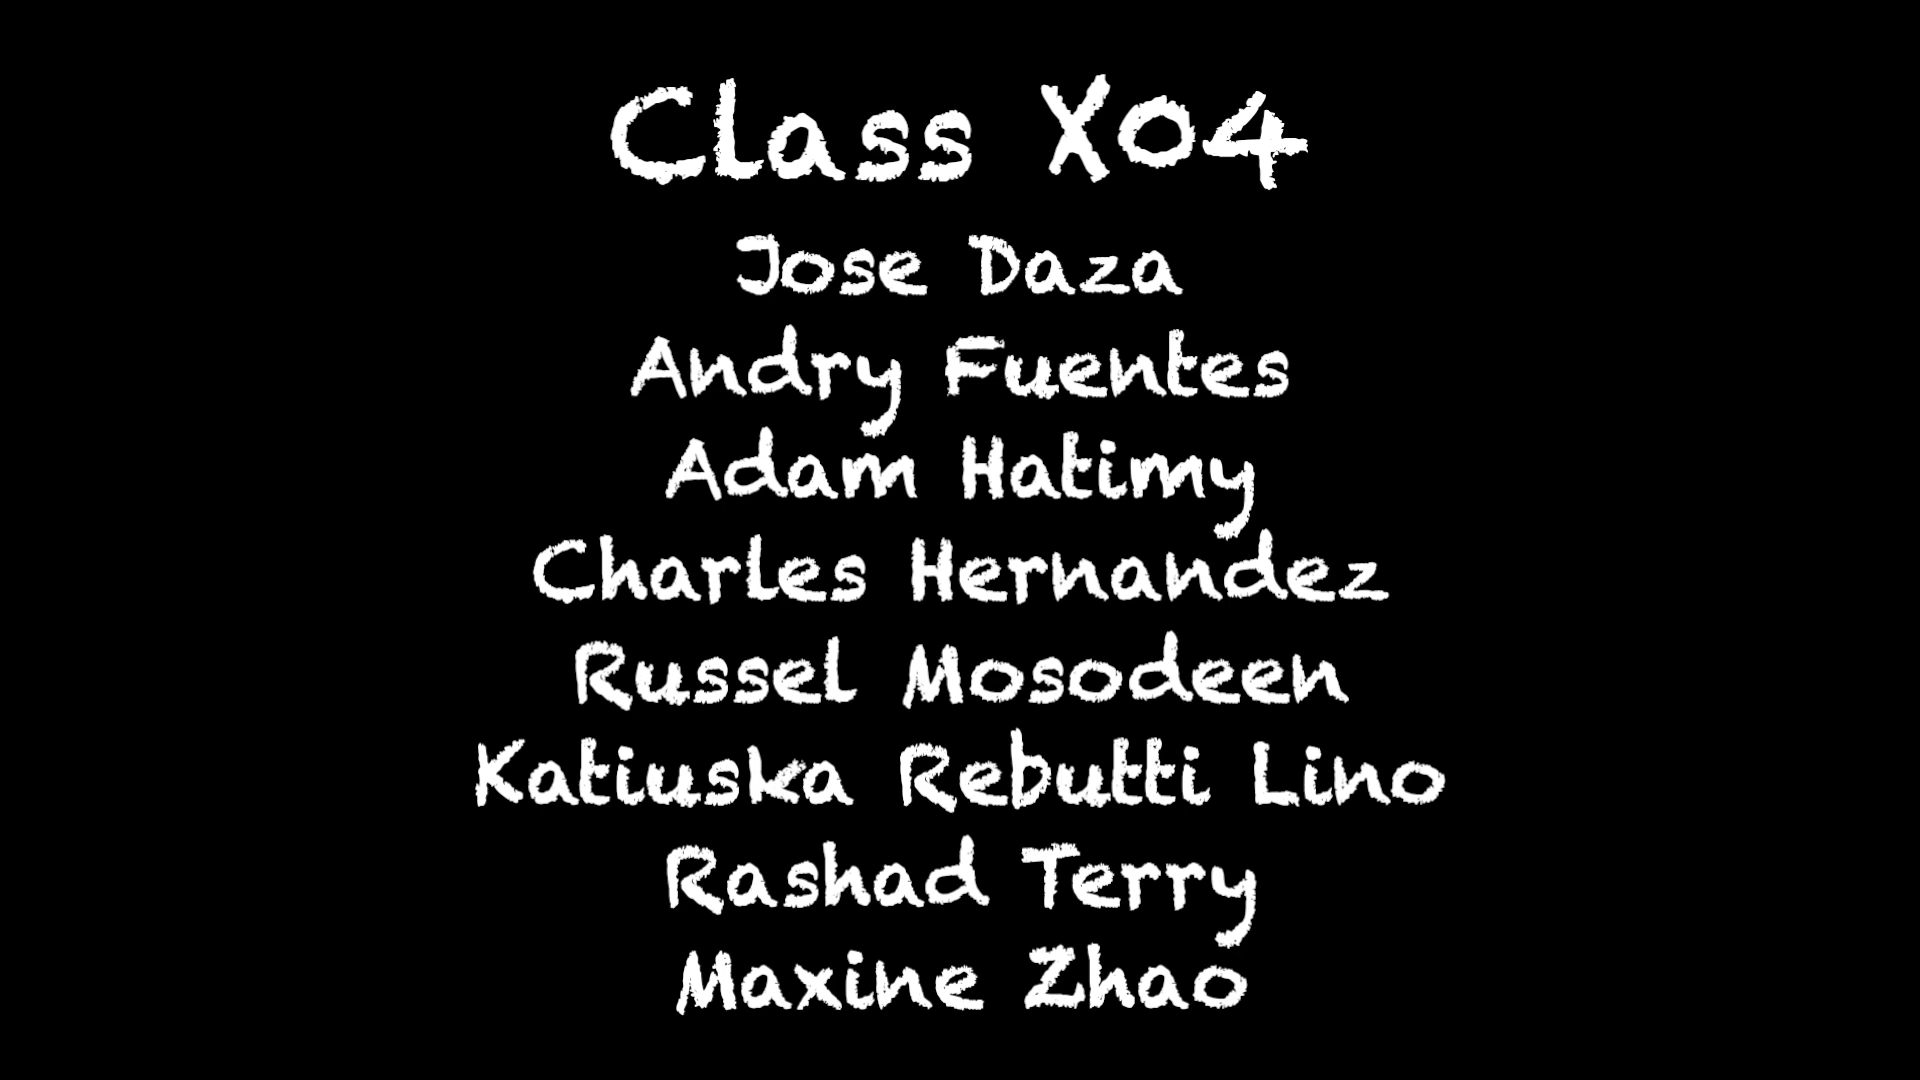 Class X04
Jose Daza
Andry Fuentes
Adam Hatimy
Charles Hernandez
Russel Mosodeen
Katiuska Rebutti Lino
Rashad Terry
Maxine Zhao